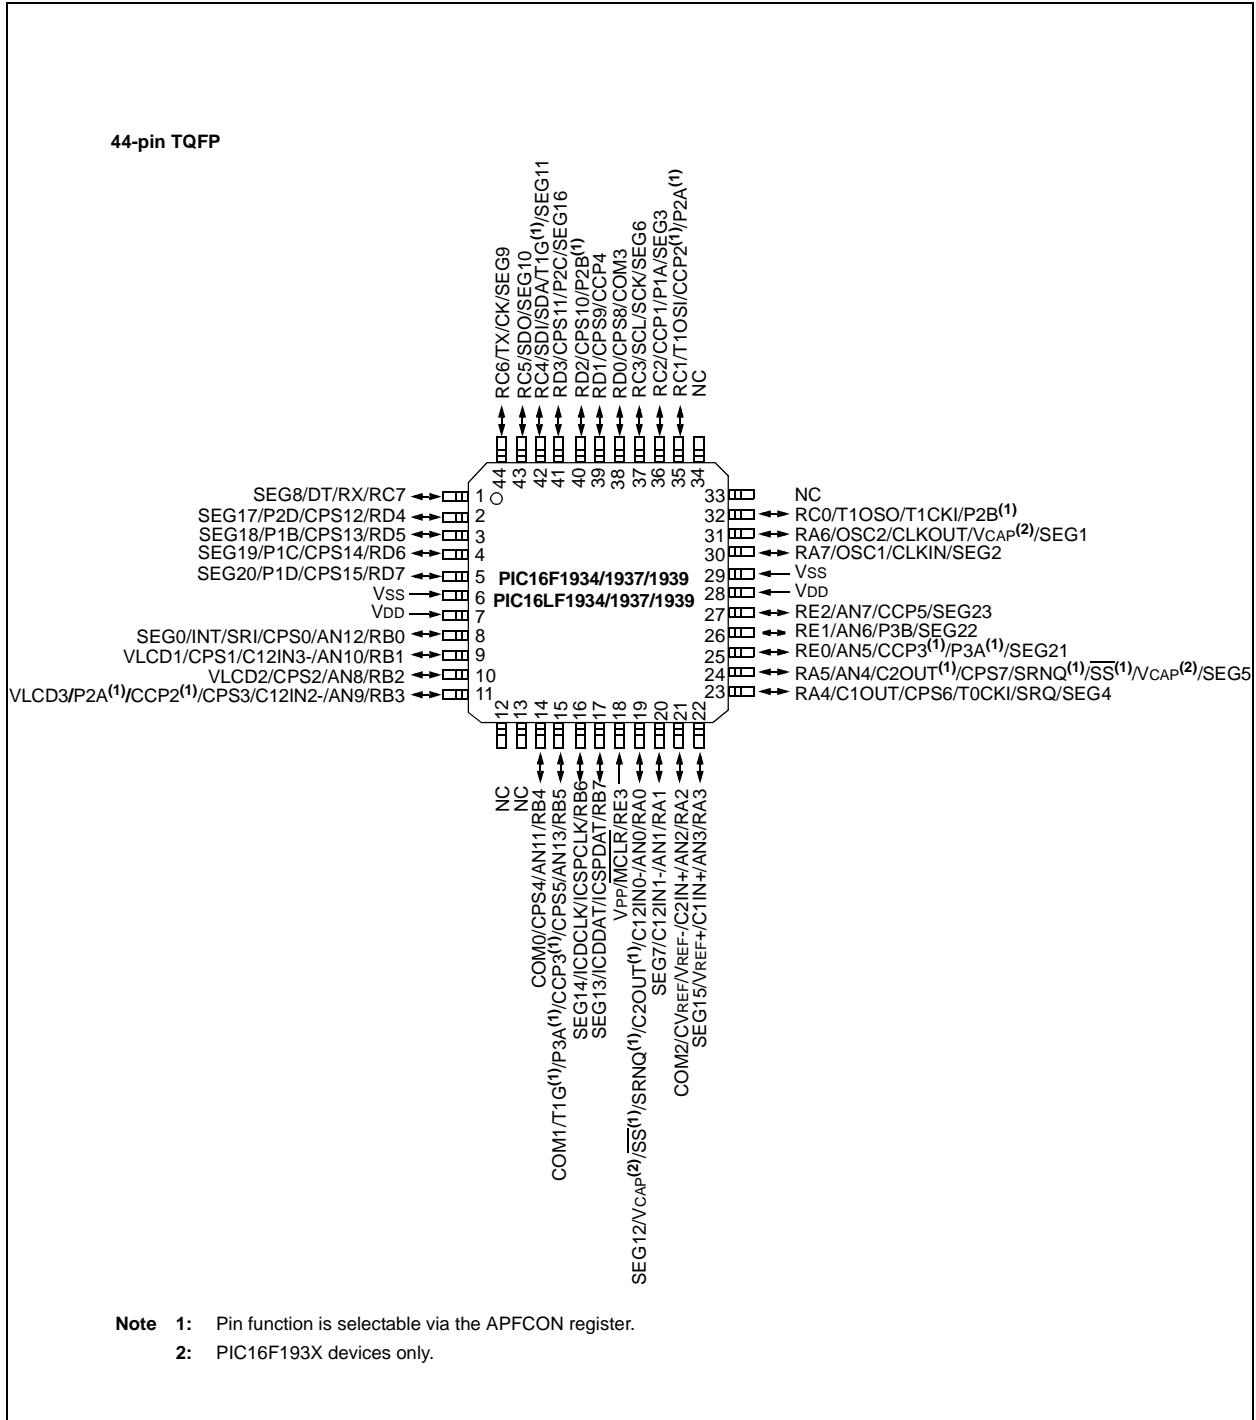 44-pin TQFP
RC6/TX/CK/SEG9
RC5/SDO/SEG10
RC4/SDI/SDA/T1G(1)/SEG11
RD3/CPS11/P2C/SEG16
RD2/CPS10/P2B(1)
RD1/CPS9/CCP4
RD0/CPS8/COM3
RC3/SCL/SCK/SEG6
RC2/CCP1/P1A/SEG3
RC1/T1OSI/CCP2(1)/P2A(1)
NC
44
43
42
41
40
39
38
37
36
35
34
SEG8/DT/RX/RC7 1
SEG17/P2D/CPS12/RD4 2
SEG18/P1B/CPS13/RD5 3
SEG19/P1C/CPS14/RD6 4
SEG20/P1D/CPS15/RD7 5
VSS 6
VDD 7
SEG0/INT/SRI/CPS0/AN12/RB0 8
VLCD1/CPS1/C12IN3-/AN10/RB1 9
VLCD2/CPS2/AN8/RB2 10
VLCD3/P2A(1)/CCP2(1)/CPS3/C12IN2-/AN9/RB3 11
PIC16F1934/1937/1939
PIC16LF1934/1937/1939
33 NC
32 RC0/T1OSO/T1CKI/P2B(1)
31 RA6/OSC2/CLKOUT/VCAP(2)/SEG1
30 RA7/OSC1/CLKIN/SEG2
29 VSS
28 VDD
27 RE2/AN7/CCP5/SEG23
26 RE1/AN6/P3B/SEG22
25 RE0/AN5/CCP3(1)/P3A(1)/SEG21
24 RA5/AN4/C2OUT(1)/CPS7/SRNQ(1)/SS(1)/VCAP(2)/SEG5
23 RA4/C1OUT/CPS6/T0CKI/SRQ/SEG4
12
13
14
15
16
17
18
19
20
21
22
NC
NC
COM0/CPS4/AN11/RB4
COM1/T1G(1)/P3A(1)/CCP3(1)/CPS5/AN13/RB5
SEG14/ICDCLK/ICSPCLK/RB6
SEG13/ICDDAT/ICSPDAT/RB7
VPP/MCLR/RE3
SEG12/VCAP(2)/SS(1)/SRNQ(1)/C2OUT(1)/C12IN0-/AN0/RA0
SEG7/C12IN1-/AN1/RA1
COM2/CVREF/VREF-/C2IN+/AN2/RA2
SEG15/VREF+/C1IN+/AN3/RA3
Note 1: Pin function is selectable via the APFCON register.
2: PIC16F193X devices only.